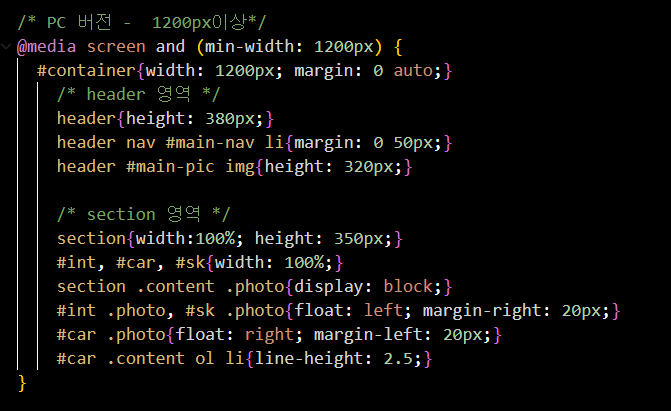 /* PC 버전 -  1200px이상*/
@media screen and (min-width: 1200px) {
#container{width: 1200px; margin: 0 auto;}
/* header 영역 */
header{height: 380px;}
header nav #main-nav li{margin: 0 50px;}
header #main-pic img{height: 320px;}
/* section 영역 */
section{width:100%; height: 350px;}
#int, #car, #sk{width: 100%;}
section .content .photo{display: block;}
#int .photo, #sk .photo{float: left; margin-right: 20px;}
#car .photo{float: right; margin-left: 20px;}
#car .content ol li{line-height: 2.5;}
}